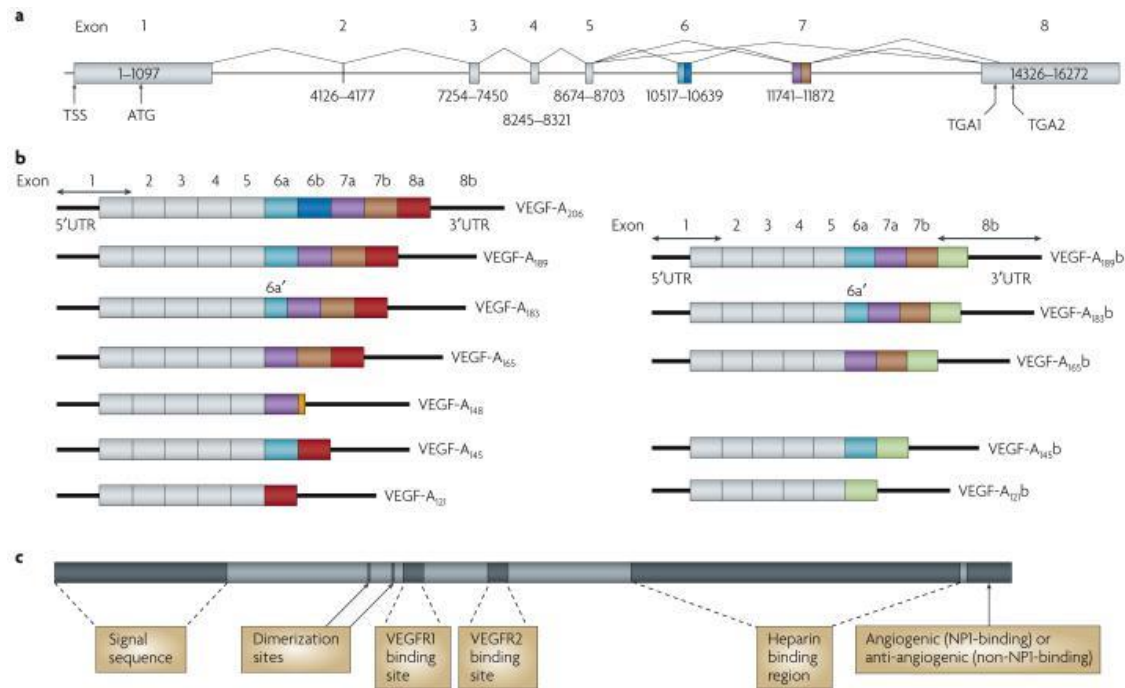 a
Exon 1 2 3 4 5 6 7 8
1–1097
14326–16272
4126–4177
7254–7450
8674–8703
10517–10639
11741–11872
8245–8321
TSS
ATG
TGA1
TGA2
b
Exon 1 2 3 4 5 6a 6b 7a 7b 8a 8b
5′UTR
3′UTR
VEGF-A206
VEGF-A189
6a′
VEGF-A183
VEGF-A165
VEGF-A148
VEGF-A145
VEGF-A121
Exon 1 2 3 4 5 6a 7a 7b 8b
5′UTR
3′UTR
VEGF-A189b
6a′
VEGF-A183b
VEGF-A165b
VEGF-A145b
VEGF-A121b
c
Signal
sequence
Dimerization
sites
VEGFR1
binding
site
VEGFR2
binding
site
Heparin
binding
region
Angiogenic (NP1-binding) or
anti-angiogenic (non-NP1-binding)